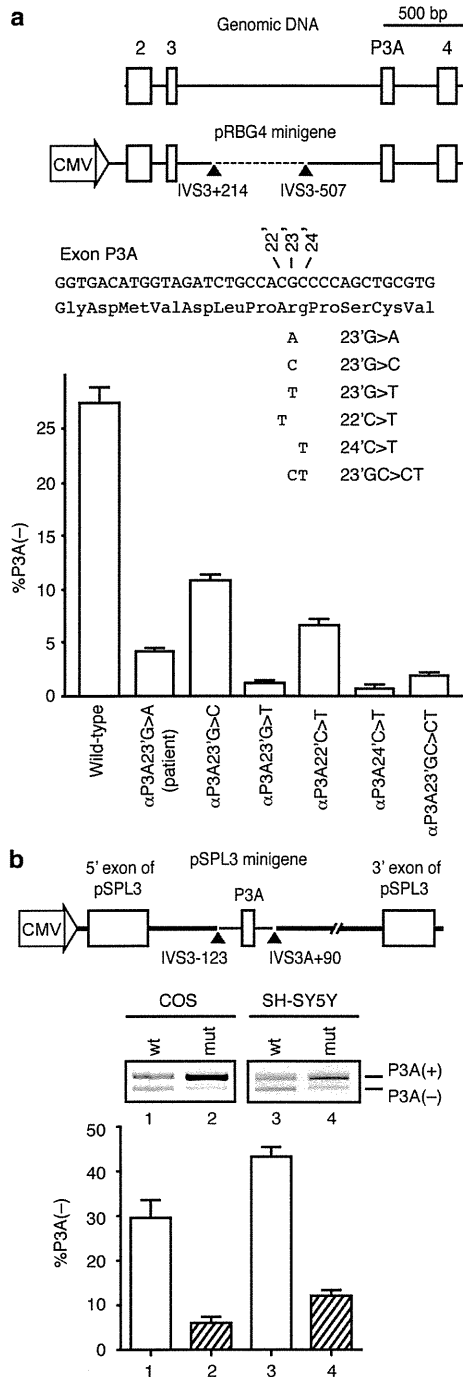 a
Genomic DNA
500 bp
2 3 P3A 4
pRBG4 minigene
CMV
IVS3+214 IVS3-507
Exon P3A
22' 23' 24'
GGTGACATGGTAGATCTGCCACGCCCCAGCTGCGTG
GlyAspMetValAspLeuProArgProSerCysVal
A 23'G>A
C 23'G>C
T 23'G>T
T 22'C>T
T 24'C>T
CT 23'GC>CT
%P3A(–)
25
20
15
10
5
0
Wild-type
αP3A23'G>A
(patient)
αP3A23'G>C
αP3A23'G>T
αP3A22'C>T
αP3A24'C>T
αP3A23'GC>CT
b
pSPL3 minigene
5' exon of
pSPL3
P3A
3' exon of
pSPL3
CMV
IVS3-123 IVS3A+90
COS SH-SY5Y
wt mut wt mut
P3A(+)
P3A(–)
1 2 3 4
%P3A(–)
50
40
30
20
10
0
1 2 3 4